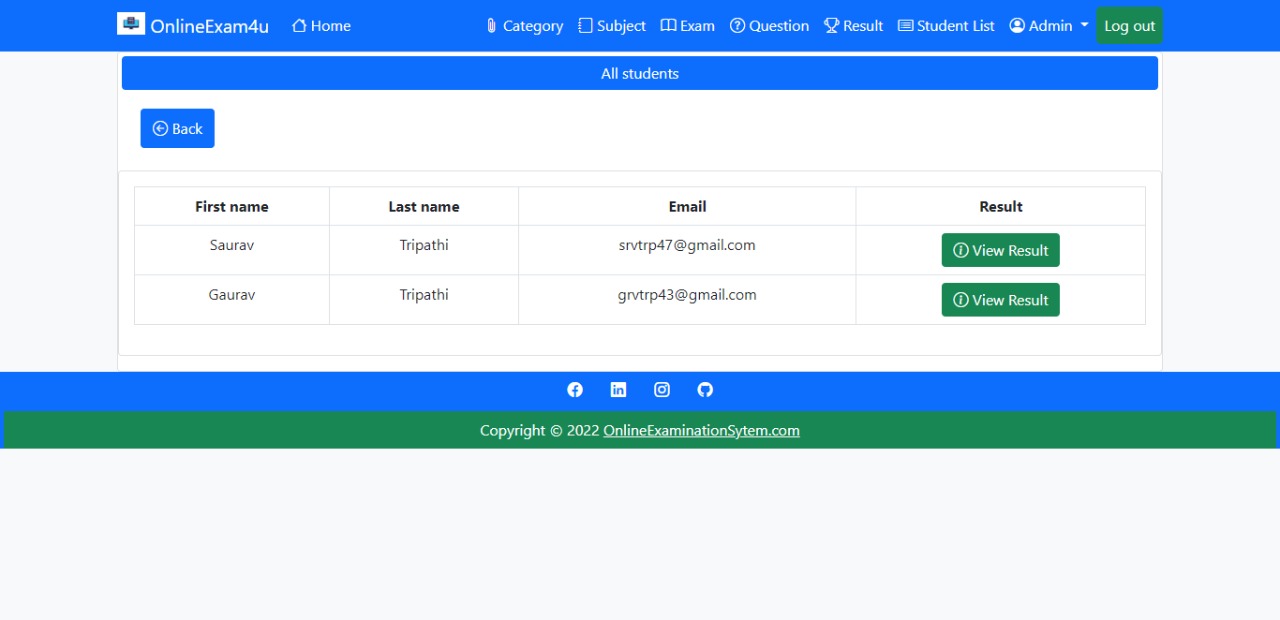 OnlineExam4u Home Category Subject Exam Question Result Student List Admin Log out
All students
Back
First name Last name Email Result
Saurav Tripathi srvtrp47@gmail.com View Result
Gaurav Tripathi grvtrp43@gmail.com View Result
Copyright © 2022 OnlineExaminationSytem.com